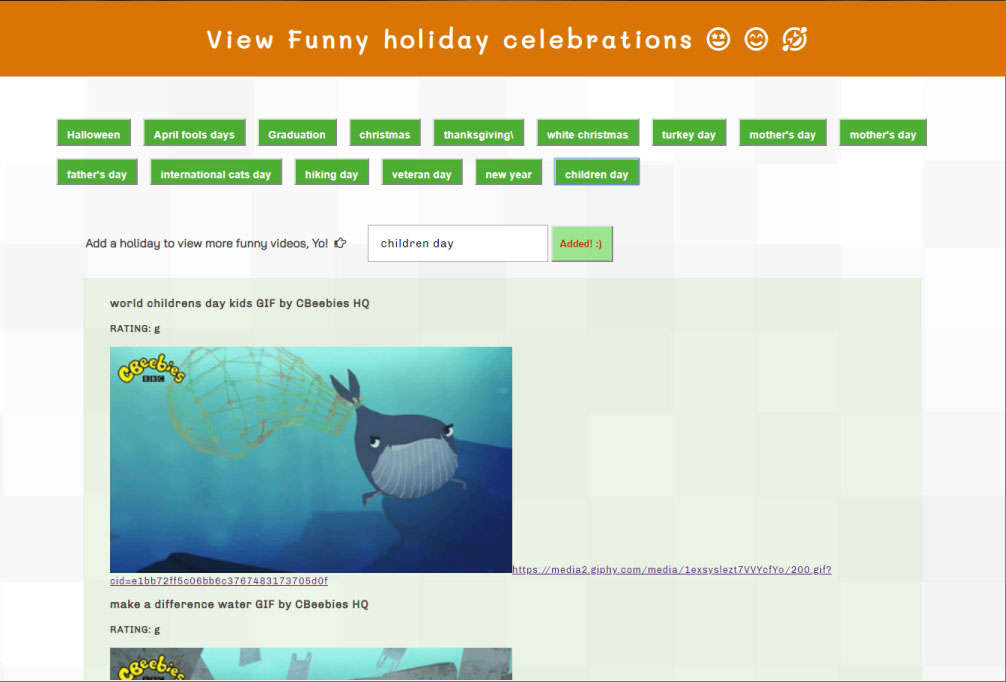 View Funny holiday celebrations
Halloween April fools days Graduation christmas thanksgiving\ white christmas turkey day mother's day mother's day
father's day international cats day hiking day veteran day new year children day
Add a holiday to view more funny videos, Yo! children day Added! :)
world childrens day kids GIF by CBeebies HQ
RATING: g
CBeebies
BBC
https://media2.giphy.com/media/1exsyslezt7VVYcfYo/200.gif?
cid=e1bb72ff5c06bb6c3767483173705d0f
make a difference water GIF by CBeebies HQ
RATING: g
CBeebies